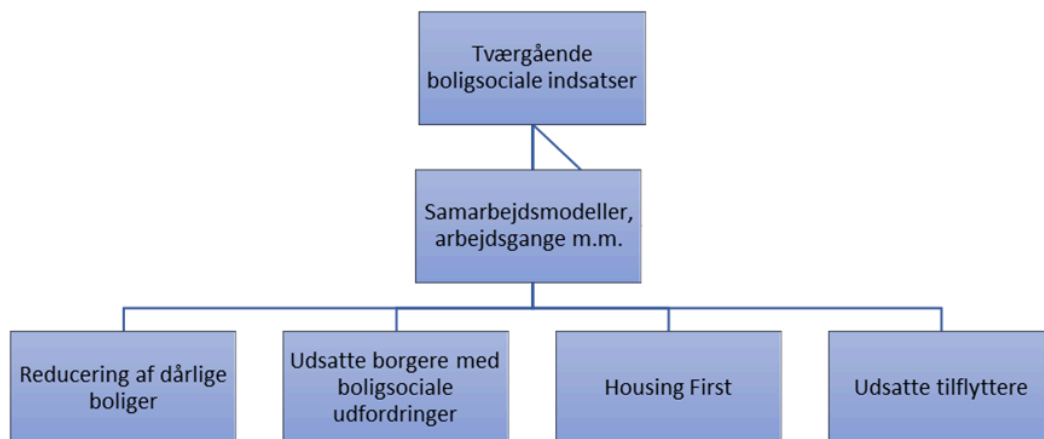 Tværgående
boligsociale indsatser
Samarbejdsmodeller,
arbejdsgange m.m.
Reducering af dårlige
boliger
Udsatte borgere med
boligsociale
udfordringer
Housing First
Udsatte tilflyttere